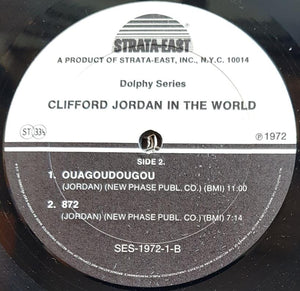 STRATA-EAST
A PRODUCT OF STRATA-EAST, INC., N.Y.C. 10014
Dolphy Series
CLIFFORD JORDAN IN THE WORLD
ST 33⅓
℗ 1972
SIDE 2.
1. OUAGOUDOUGOU
(JORDAN) (NEW PHASE PUBL. CO.) (BMI) 11:00
2. 872
(JORDAN) (NEW PHASE PUBL. CO.) (BMI) 7:14
SES-1972-1-B